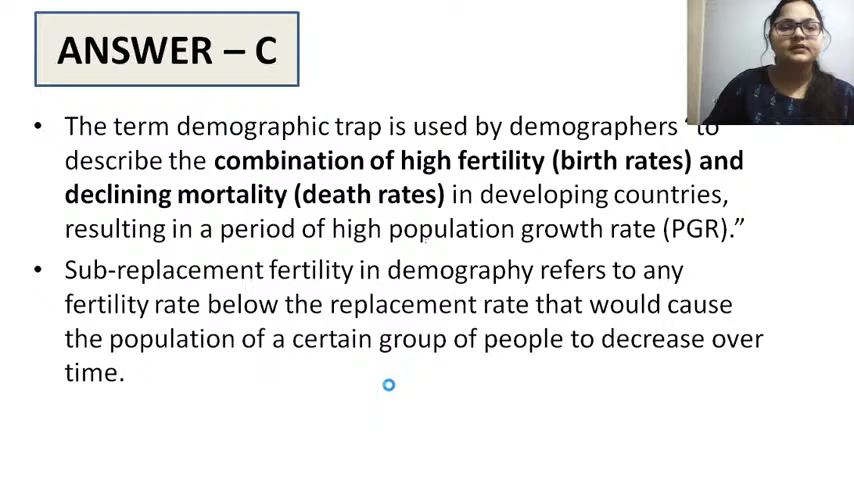 ANSWER – C
• The term demographic trap is used by demographers “to
describe the combination of high fertility (birth rates) and
declining mortality (death rates) in developing countries,
resulting in a period of high population growth rate (PGR).”
• Sub-replacement fertility in demography refers to any
fertility rate below the replacement rate that would cause
the population of a certain group of people to decrease over
time.